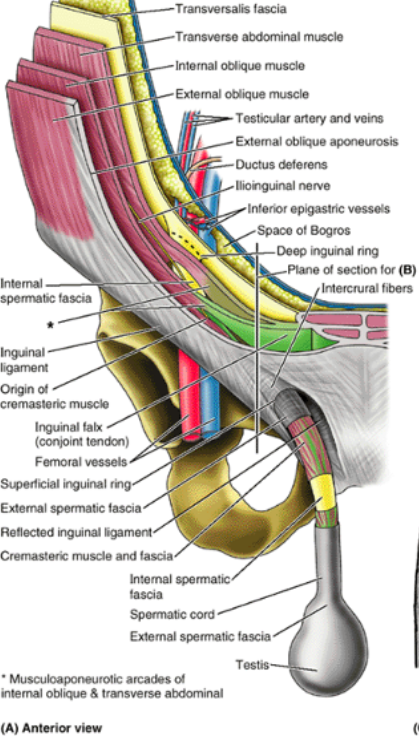 Transversalis fascia
Transverse abdominal muscle
Internal oblique muscle
External oblique muscle
Testicular artery and veins
External oblique aponeurosis
Ductus deferens
Ilioinguinal nerve
Inferior epigastric vessels
Space of Bogros
Deep inguinal ring
Plane of section for (B)
Intercrural fibers
Internal
spermatic fascia
*
Inguinal
ligament
Origin of
cremasteric muscle
Inguinal falx
(conjoint tendon)
Femoral vessels
Superficial inguinal ring
External spermatic fascia
Reflected inguinal ligament
Cremasteric muscle and fascia
Internal spermatic
fascia
Spermatic cord
External spermatic fascia
Testis
* Musculoaponeurotic arcades of
internal oblique & transverse abdominal
(A) Anterior view